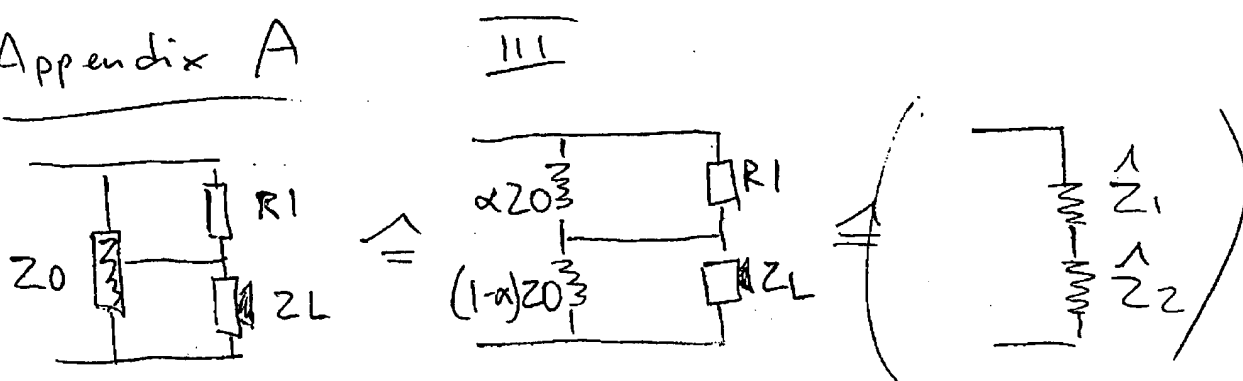 Appendix A
III
Z0
R1
ZL
≙
αZ0
(1-α)Z0
R1
ZL
≙
Ẑ1
Ẑ2